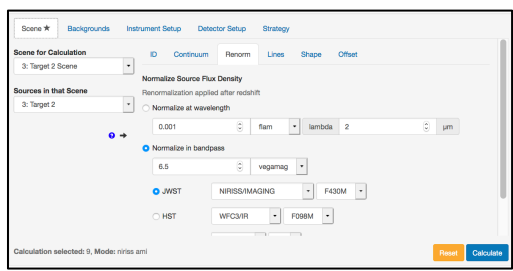 Scene ★ Backgrounds Instrument Setup Detector Setup Strategy
Scene for Calculation
3: Target 2 Scene
Sources in that Scene
3: Target 2
ID Continuum Renorm Lines Shape Offset
Normalize Source Flux Density
Renormalization applied after redshift
Normalize at wavelength
0.001 flam lambda 2 µm
Normalize in bandpass
6.5 vegamag
JWST NIRISS/IMAGING F430M
HST WFC3/IR F098M
Calculation selected: 9, Mode: niriss ami
Reset Calculate